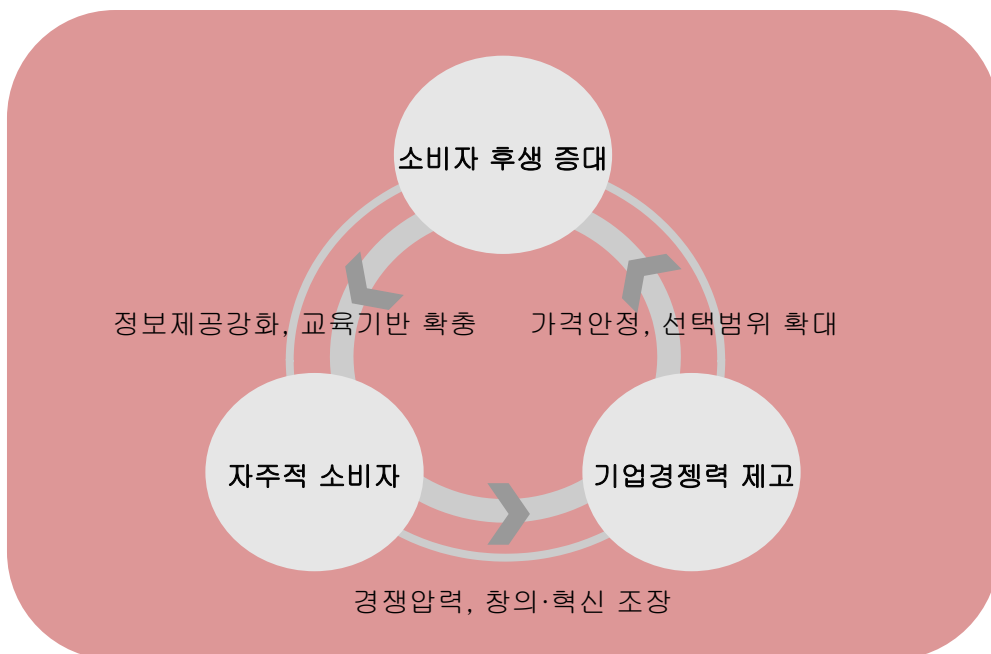 소비자 후생 증대
정보제공강화, 교육기반 확충
가격안정, 선택범위 확대
자주적 소비자
기업경젱력 제고
경쟁압력, 창의·혁신 조장